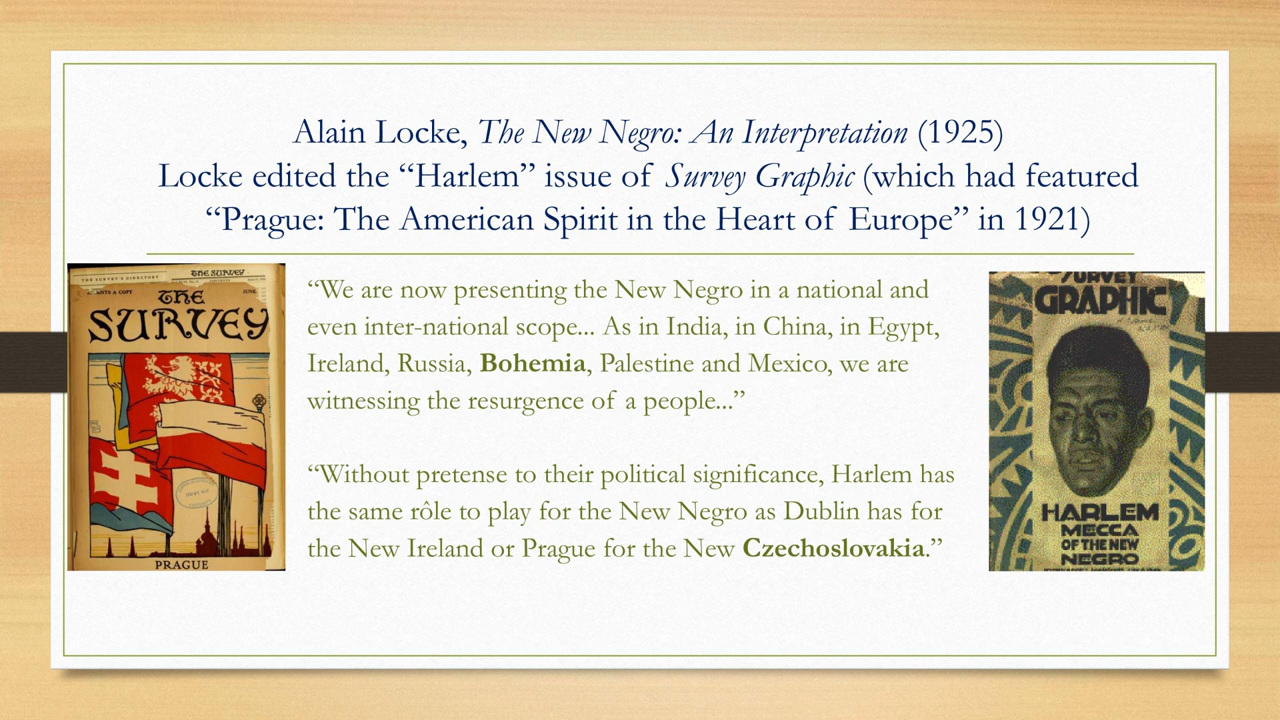 Alain Locke, The New Negro: An Interpretation (1925)
Locke edited the “Harlem” issue of Survey Graphic (which had featured
“Prague: The American Spirit in the Heart of Europe” in 1921)
THE SURVEY'S DIRECTORY
THE SURVEY
CENTS A COPY
JUNE
THE
SURVEY
PRAGUE
“We are now presenting the New Negro in a national and
even inter-national scope... As in India, in China, in Egypt,
Ireland, Russia, Bohemia, Palestine and Mexico, we are
witnessing the resurgence of a people...”
“Without pretense to their political significance, Harlem has
the same rôle to play for the New Negro as Dublin has for
the New Ireland or Prague for the New Czechoslovakia.”
SURVEY
GRAPHIC
HARLEM
MECCA
OF THE NEW
NEGRO